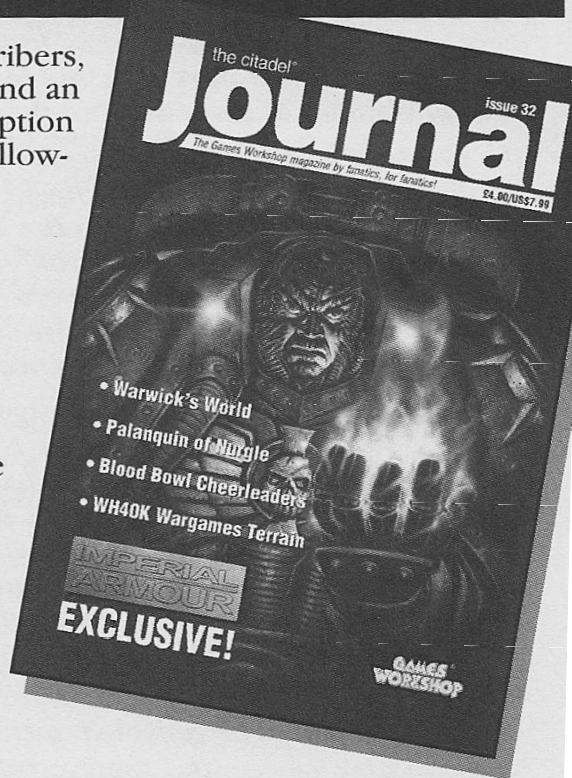 ribers,
nd an
ption
llow-
e
the citadel®
Journal
issue 32
The Games Workshop magazine by fanatics, for fanatics!
£4.00/US$7.99
• Warwick's World
• Palanquin of Nurgle
• Blood Bowl Cheerleaders
• WH40K Wargames Terrain
IMPERIAL
ARMOUR
EXCLUSIVE!
GAMES
WORKSHOP